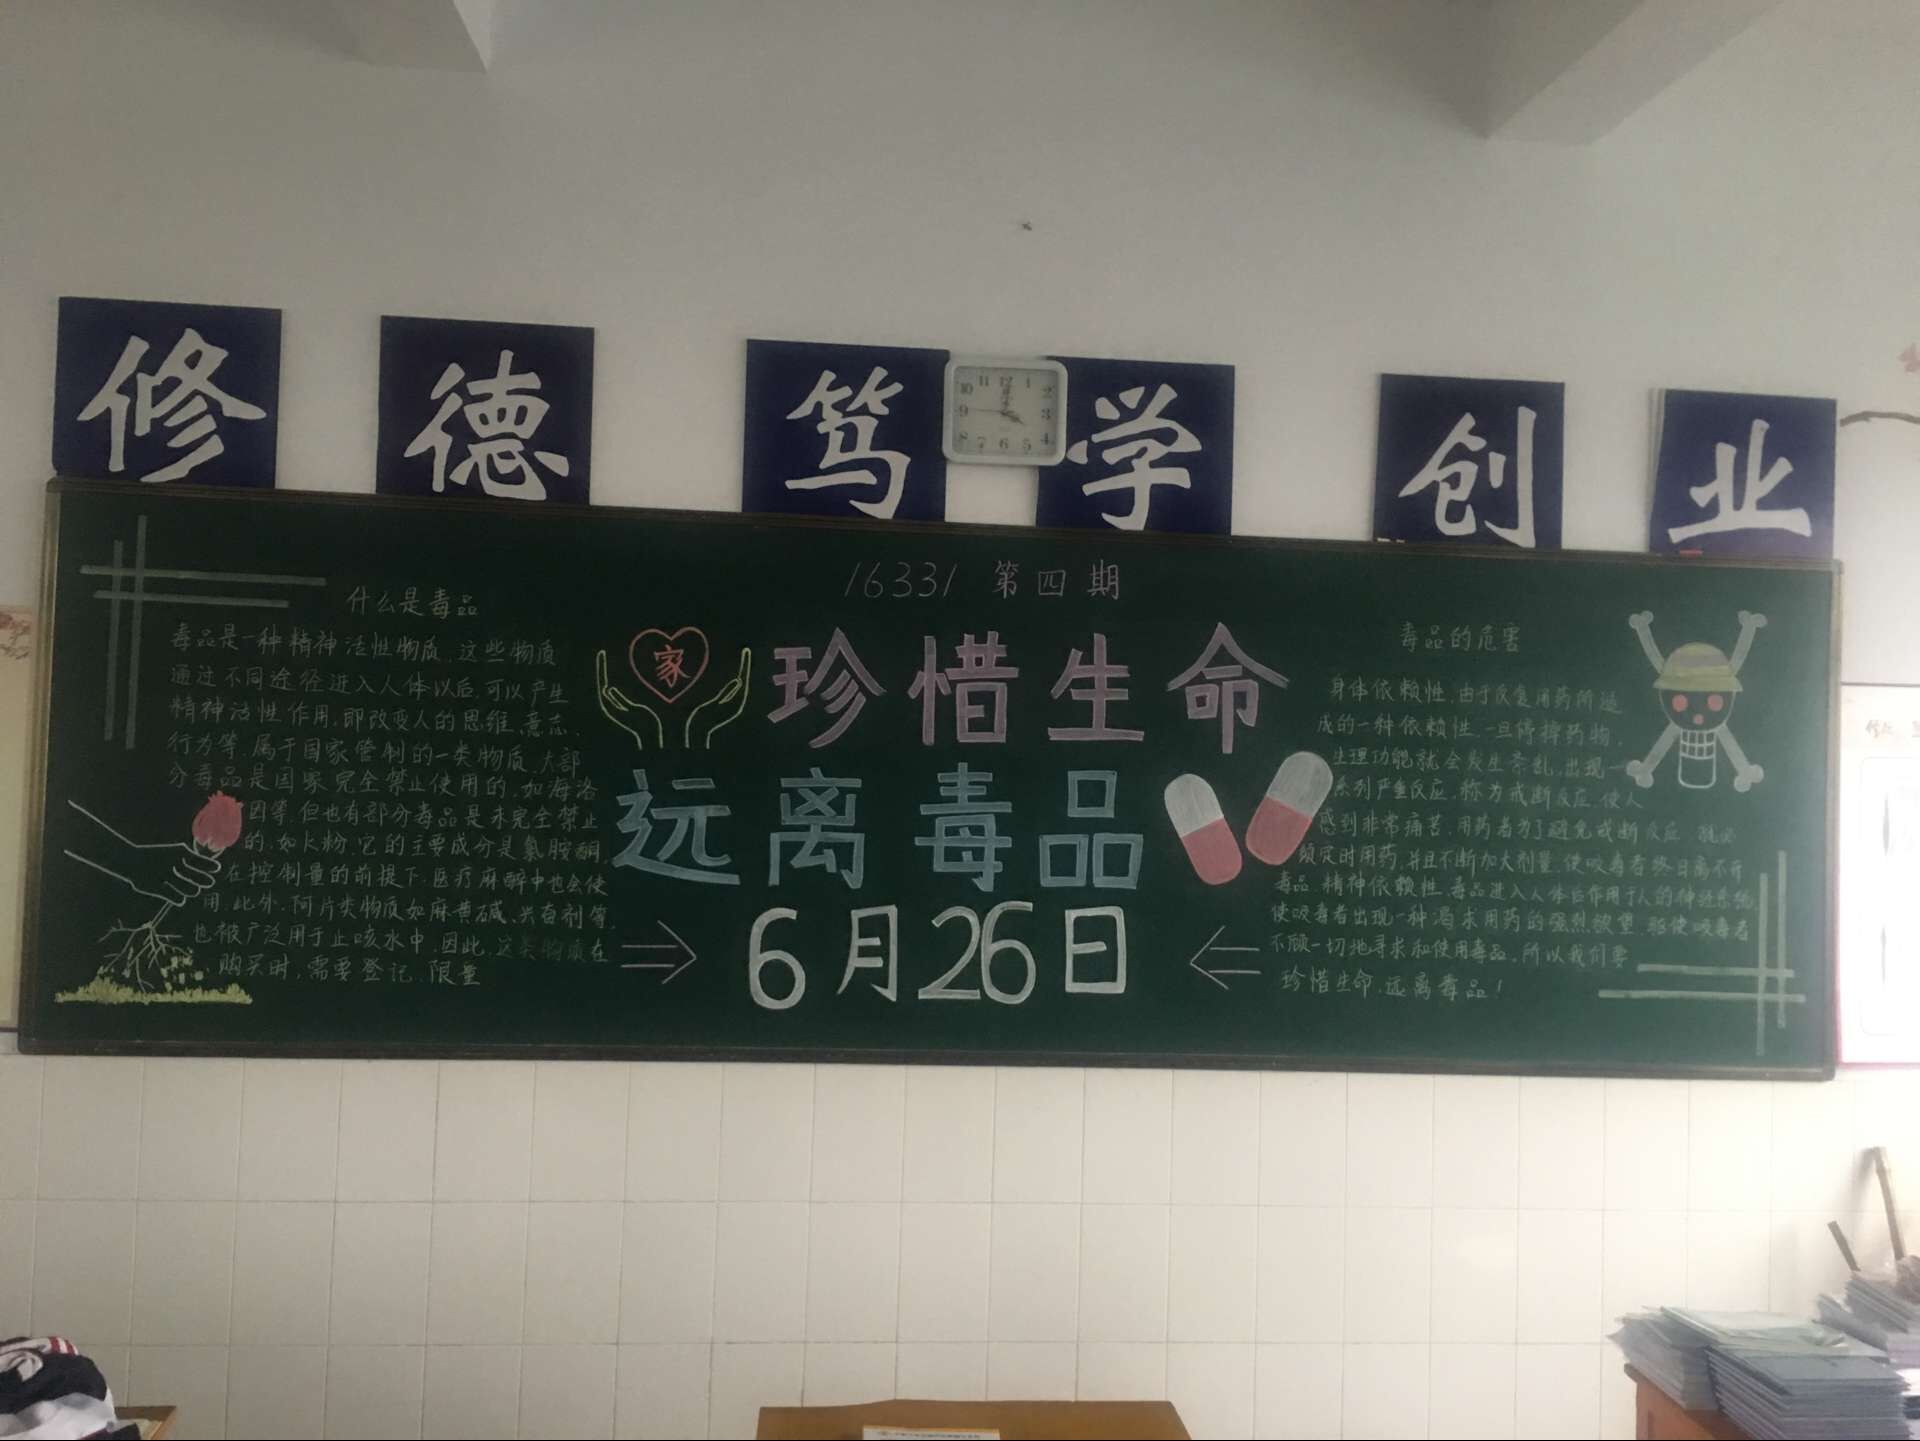 修 德 笃 学 创 业
11 12 1
10 2
9 3
8 4
7 6 5
16331 第四期
什么是毒品
毒品是一种精神活性物质,这些物质
通过不同途径进入人体以后,可以产生
精神活性作用,即改变人的思维、意志、
行为等,属于国家管制的一类物质,大部
分毒品是国家完全禁止使用的,如海洛
因等,但也有部分毒品是未完全禁止
的,如K粉,它的主要成分是氯胺酮,
在控制量的前提下,医疗麻醉中也会使
用,此外,阿片类物质如麻黄碱、兴奋剂等,
也被广泛用于止咳水中,因此,这类物质在
购买时,需要登记、限量
家
珍惜生命
远离毒品
6月26日
毒品的危害
身体依赖性,由于反复用药所造
成的一种依赖性,一旦停掉药物,
生理功能就会发生紊乱,出现一
系列严重反应,称为戒断反应,使人
感到非常痛苦,用药者为了避免戒断反应,就必
须定时用药,并且不断加大剂量,使吸毒者终日离不开
毒品,精神依赖性,毒品进入人体后作用于人的神经系统,
使吸毒者出现一种渴求用药的强烈欲望,驱使吸毒者
不顾一切地寻求和使用毒品,所以我们要
珍惜生命,远离毒品!